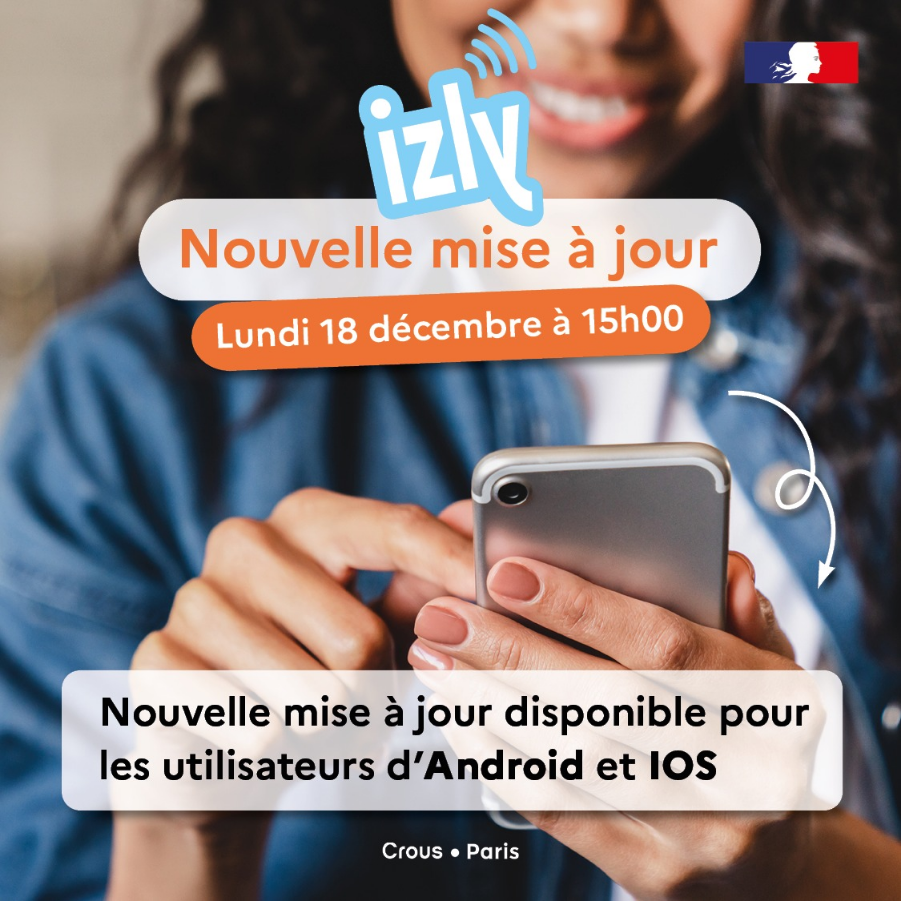 izly
Nouvelle mise à jour
Lundi 18 décembre à 15h00
Nouvelle mise à jour disponible pour
les utilisateurs d’Android et IOS
Crous • Paris